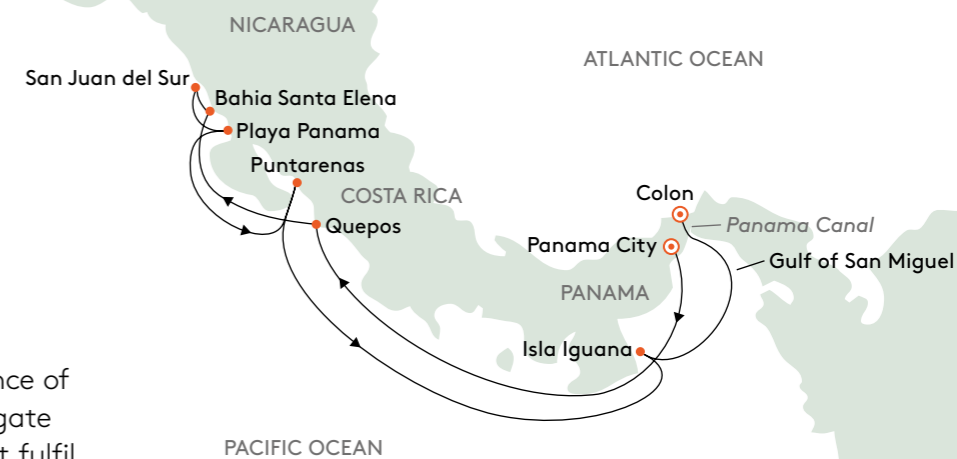 NICARAGUA
ATLANTIC OCEAN
San Juan del Sur
Bahia Santa Elena
Playa Panama
Puntarenas
COSTA RICA
Colon
Quepos
Panama Canal
Panama City
Gulf of San Miguel
PANAMA
Isla Iguana
nce of
gate
t fulfil
PACIFIC OCEAN